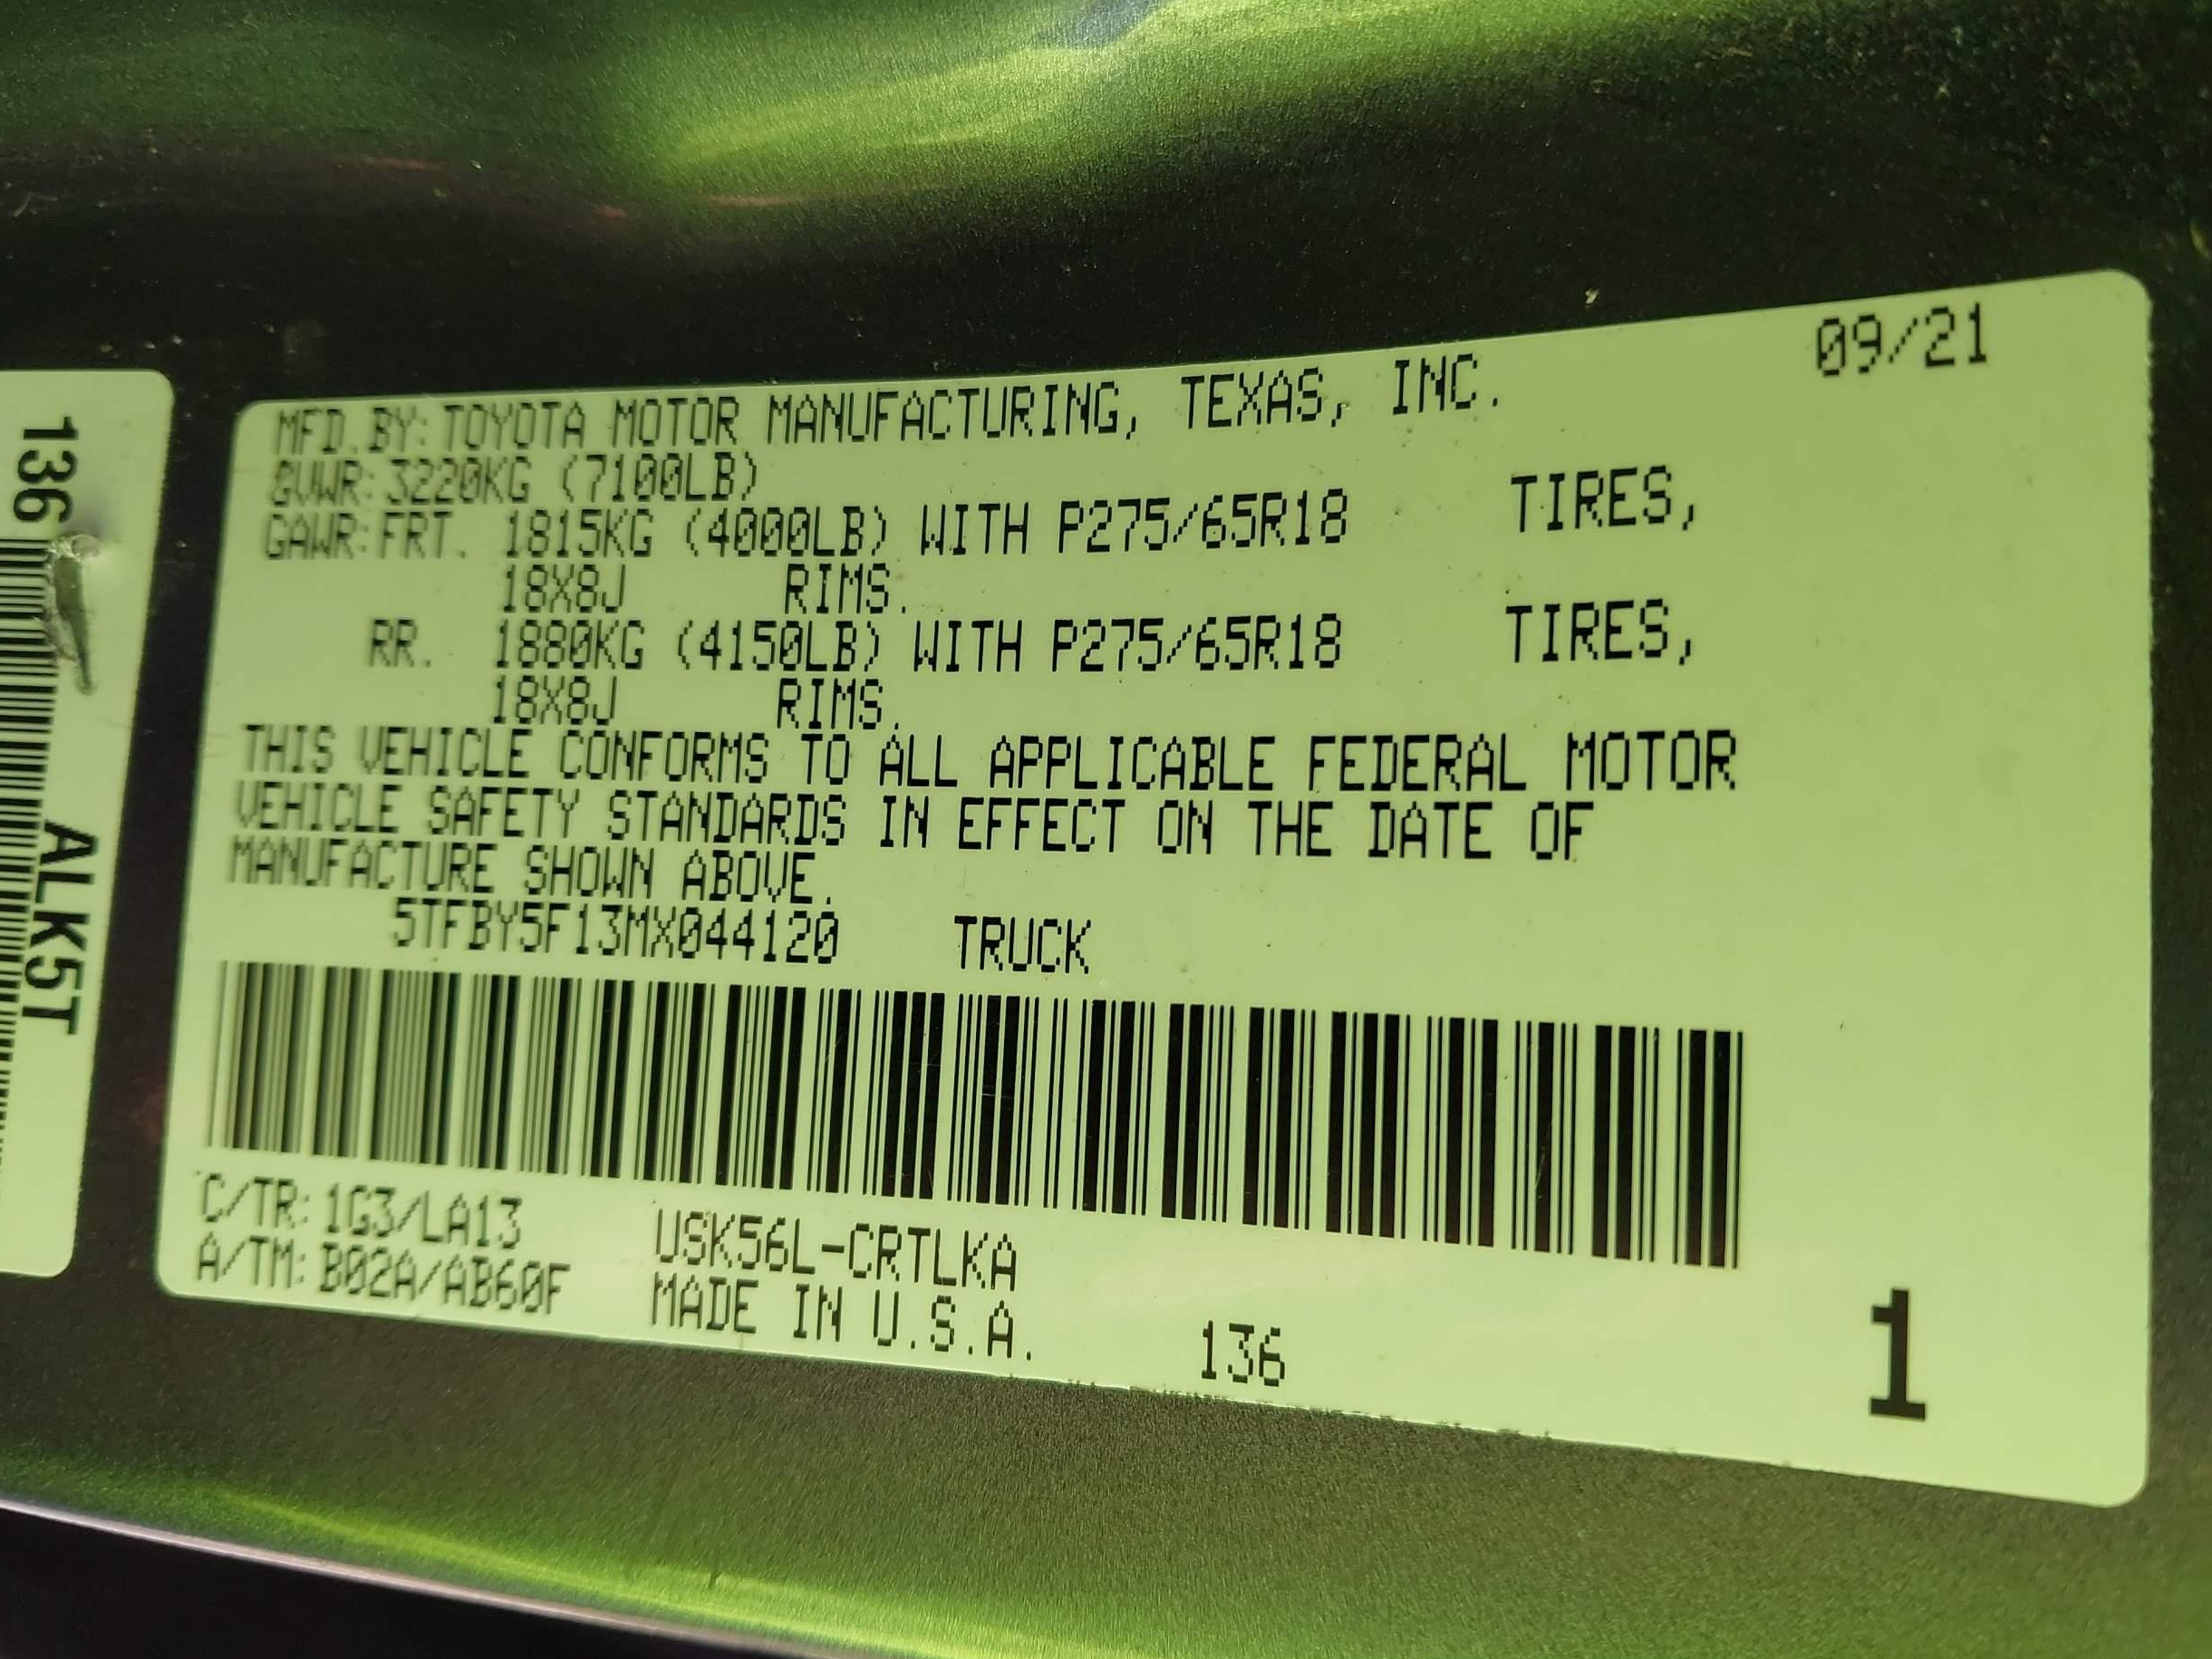 09/21
MFD.BY:TOYOTA MOTOR MANUFACTURING, TEXAS, INC.
GVWR:3220KG (7100LB)
GAWR:FRT. 1815KG (4000LB) WITH P275/65R18 TIRES,
18X8J RIMS.
RR. 1880KG (4150LB) WITH P275/65R18 TIRES,
18X8J RIMS.
THIS VEHICLE CONFORMS TO ALL APPLICABLE FEDERAL MOTOR
VEHICLE SAFETY STANDARDS IN EFFECT ON THE DATE OF
MANUFACTURE SHOWN ABOVE.
5TFBY5F13MX044120 TRUCK
C/TR:1G3/LA13 USK56L-CRTLKA
A/TM:B02A/AB60F MADE IN U.S.A. 136
1
136
ALK5T